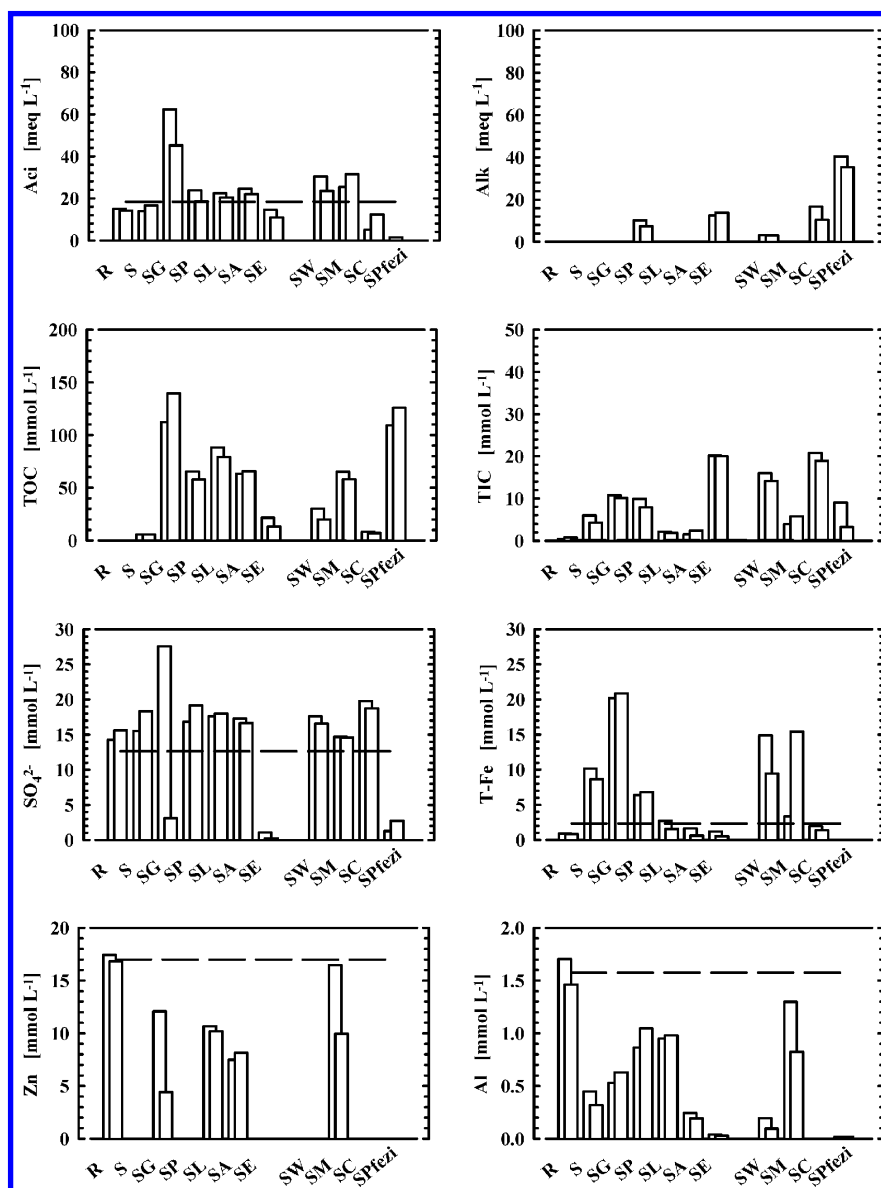 100
80
60
40
20
0
Aci [meq L⁻¹]
R S SG SP SL SA SE SW SM SC SPfezi
100
80
60
40
20
0
Alk [meq L⁻¹]
R S SG SP SL SA SE SW SM SC SPfezi
200
150
100
50
0
TOC [mmol L⁻¹]
R S SG SP SL SA SE SW SM SC SPfezi
50
40
30
20
10
0
TIC [mmol L⁻¹]
R S SG SP SL SA SE SW SM SC SPfezi
30
25
20
15
10
5
0
SO₄²⁻ [mmol L⁻¹]
R S SG SP SL SA SE SW SM SC SPfezi
30
25
20
15
10
5
0
T-Fe [mmol L⁻¹]
R S SG SP SL SA SE SW SM SC SPfezi
20
15
10
5
0
Zn [mmol L⁻¹]
R S SG SP SL SA SE SW SM SC SPfezi
2.0
1.5
1.0
0.5
0.0
Al [mmol L⁻¹]
R S SG SP SL SA SE SW SM SC SPfezi